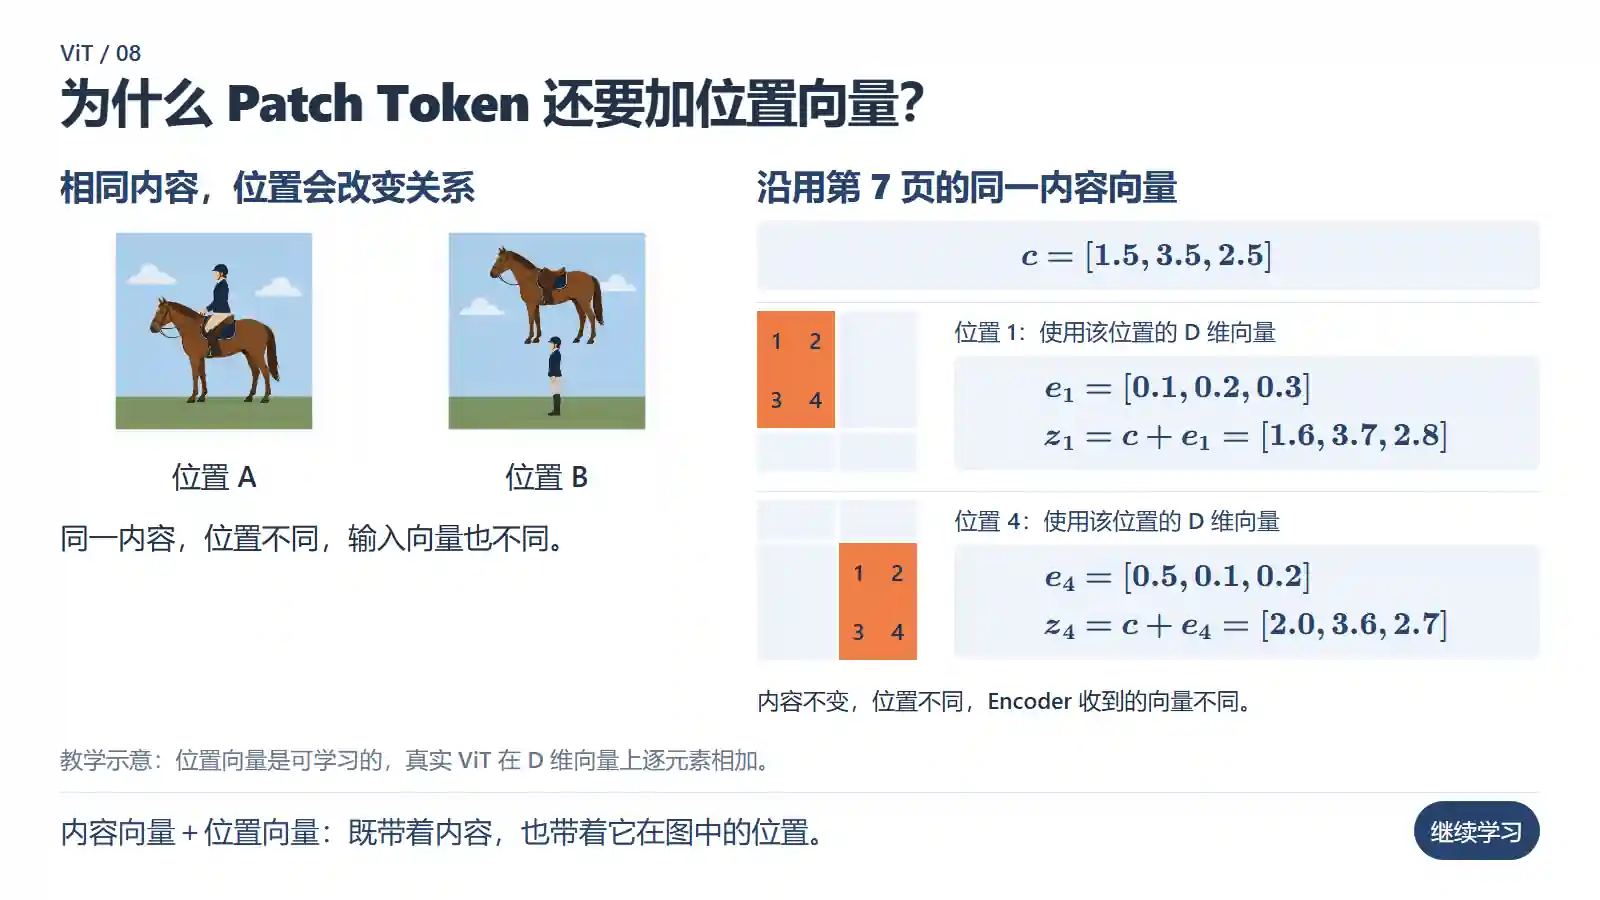 ViT / 08
为什么 Patch Token 还要加位置向量？
相同内容，位置会改变关系
位置 A
位置 B
同一内容，位置不同，输入向量也不同。
沿用第 7 页的同一内容向量
c = [1.5, 3.5, 2.5]
1 2
3 4
位置 1：使用该位置的 D 维向量
e₁ = [0.1, 0.2, 0.3]
z₁ = c + e₁ = [1.6, 3.7, 2.8]
1 2
3 4
位置 4：使用该位置的 D 维向量
e₄ = [0.5, 0.1, 0.2]
z₄ = c + e₄ = [2.0, 3.6, 2.7]
内容不变，位置不同，Encoder 收到的向量不同。
教学示意：位置向量是可学习的，真实 ViT 在 D 维向量上逐元素相加。
内容向量 + 位置向量：既带着内容，也带着它在图中的位置。
继续学习